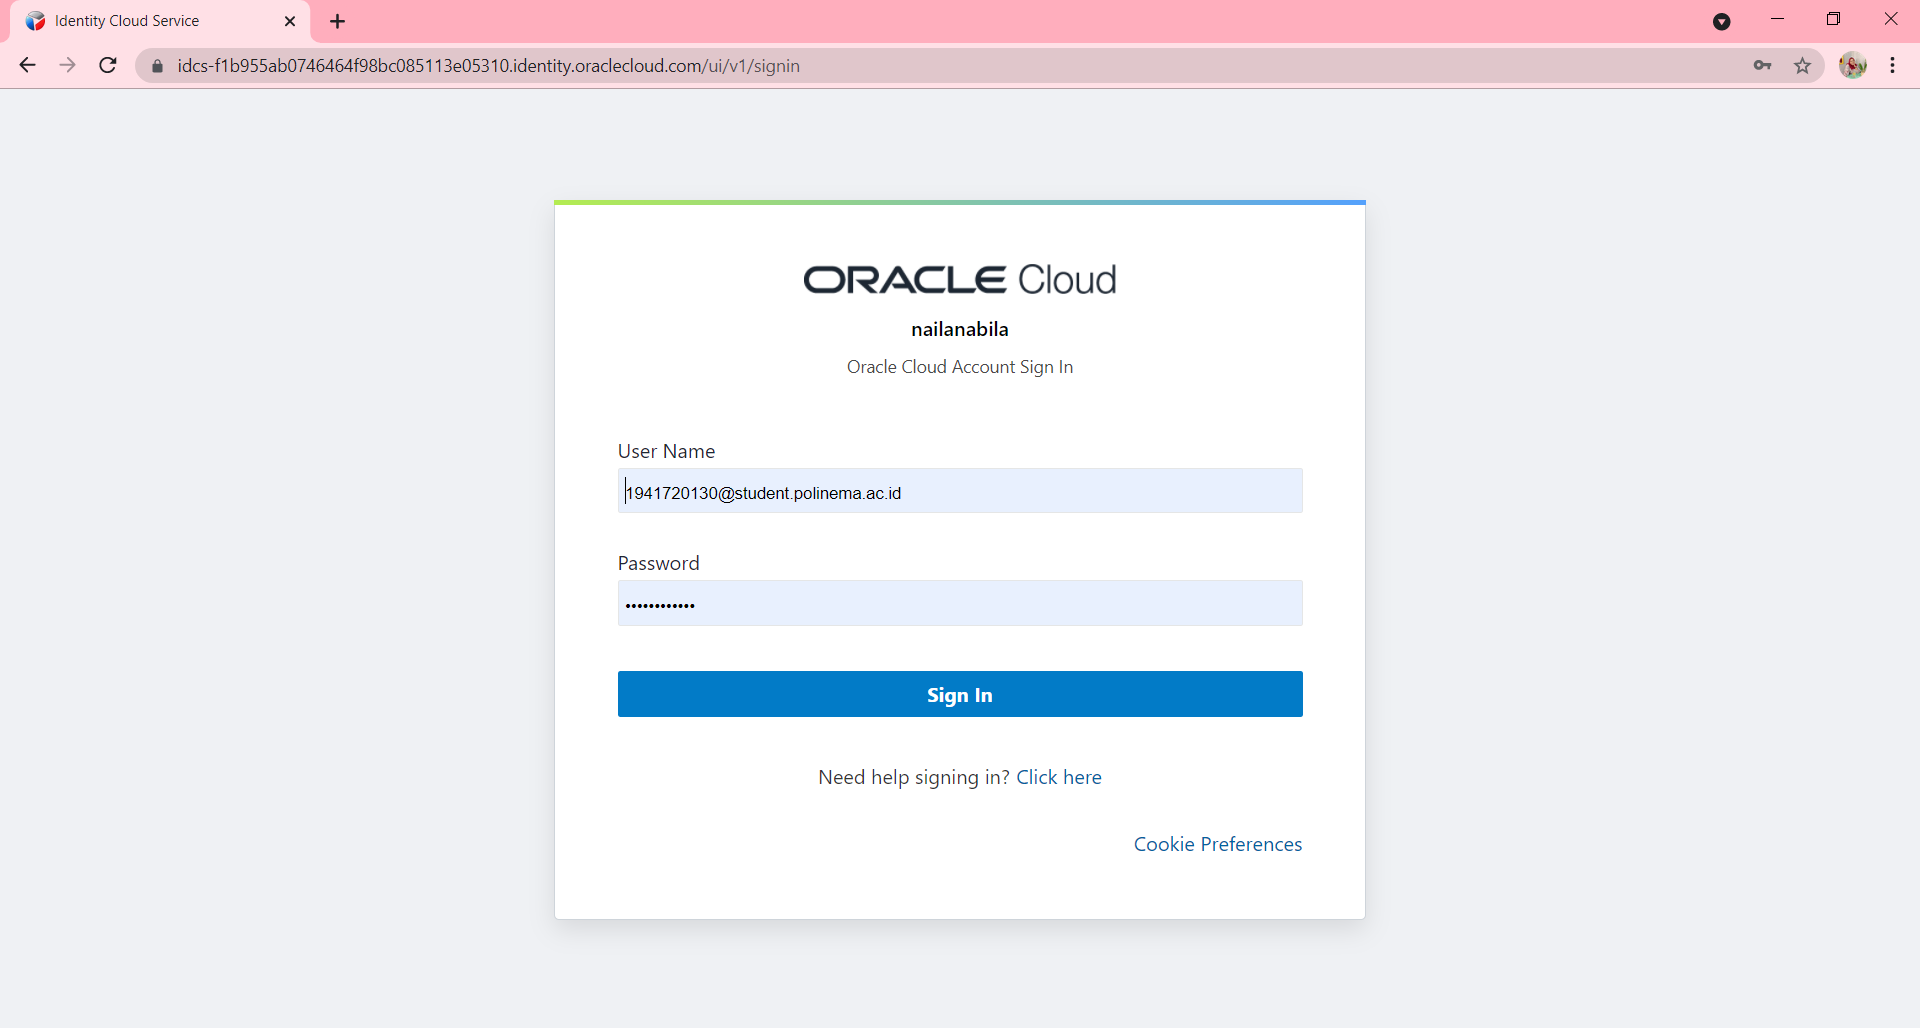 Identity Cloud Service
idcs-f1b955ab0746464f98bc085113e05310.identity.oraclecloud.com/ui/v1/signin
ORACLE Cloud
nailanabila
Oracle Cloud Account Sign In
User Name
1941720130@student.polinema.ac.id
Password
••••••••••••
Sign In
Need help signing in? Click here
Cookie Preferences